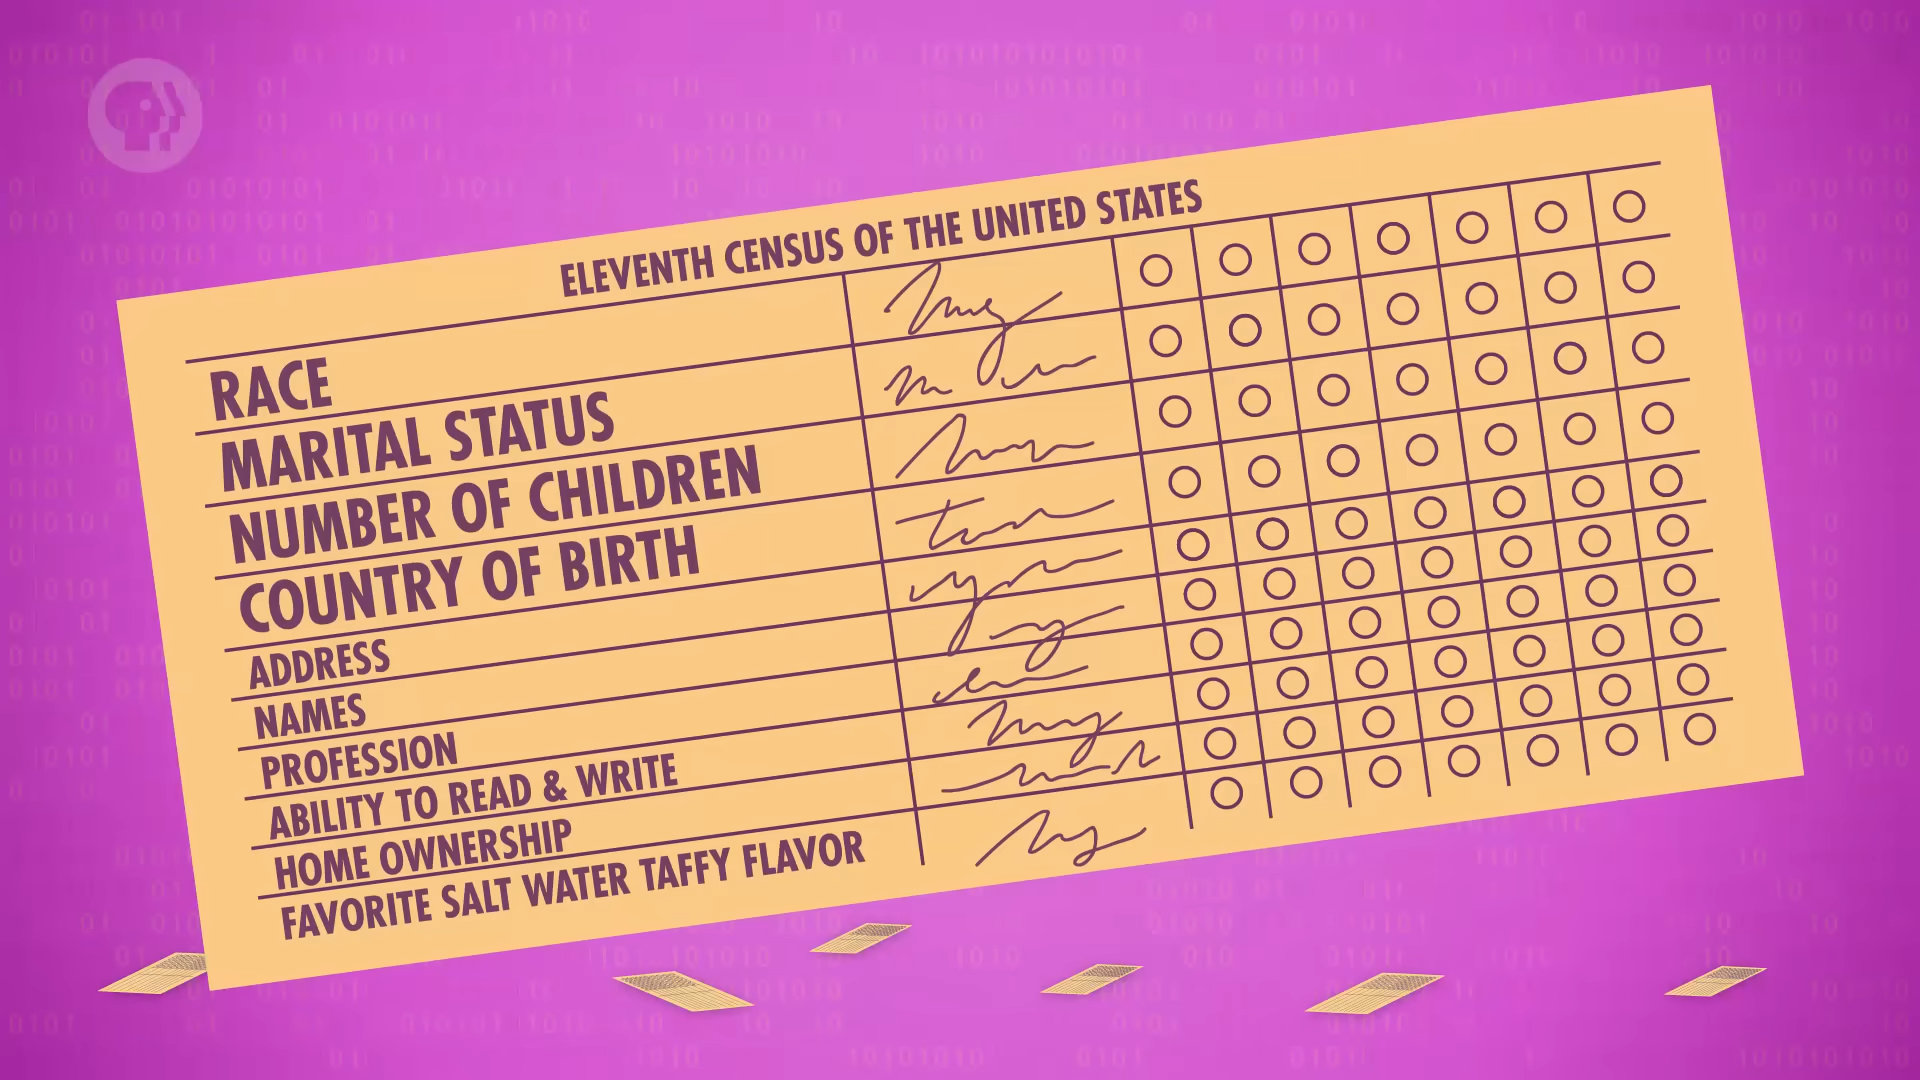 ELEVENTH CENSUS OF THE UNITED STATES
RACE
MARITAL STATUS
NUMBER OF CHILDREN
COUNTRY OF BIRTH
ADDRESS
NAMES
PROFESSION
ABILITY TO READ & WRITE
HOME OWNERSHIP
FAVORITE SALT WATER TAFFY FLAVOR